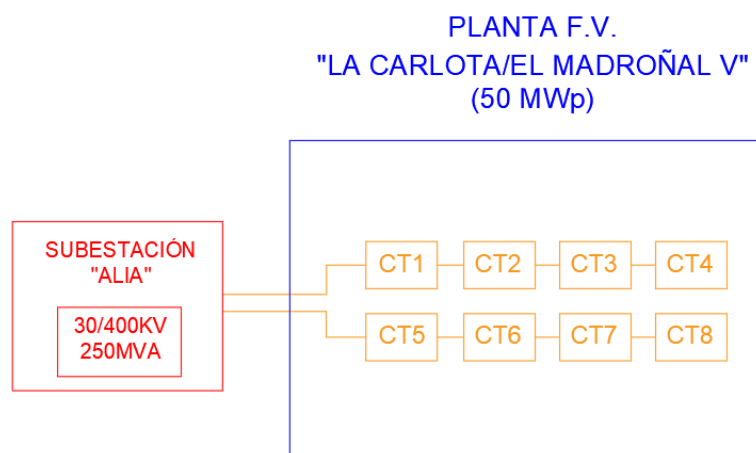 PLANTA F.V.
"LA CARLOTA/EL MADROÑAL V"
(50 MWp)
SUBESTACIÓN
"ALIA"
30/400KV
250MVA
CT1 CT2 CT3 CT4
CT5 CT6 CT7 CT8